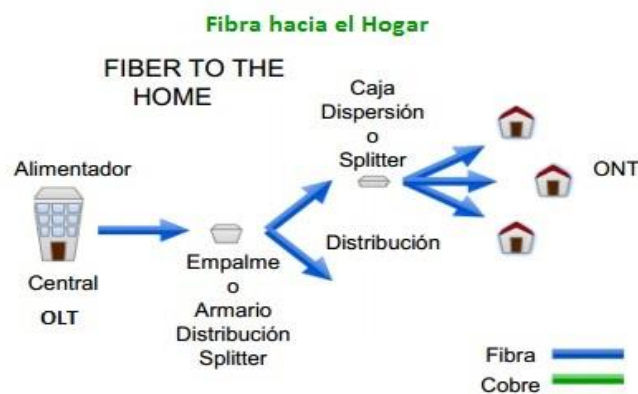 Fibra hacia el Hogar
FIBER TO THE
HOME
Caja
Dispersión
o
Splitter
Alimentador
ONT
Distribución
Central
OLT
Empalme
o
Armario
Distribución
Splitter
Fibra
Cobre